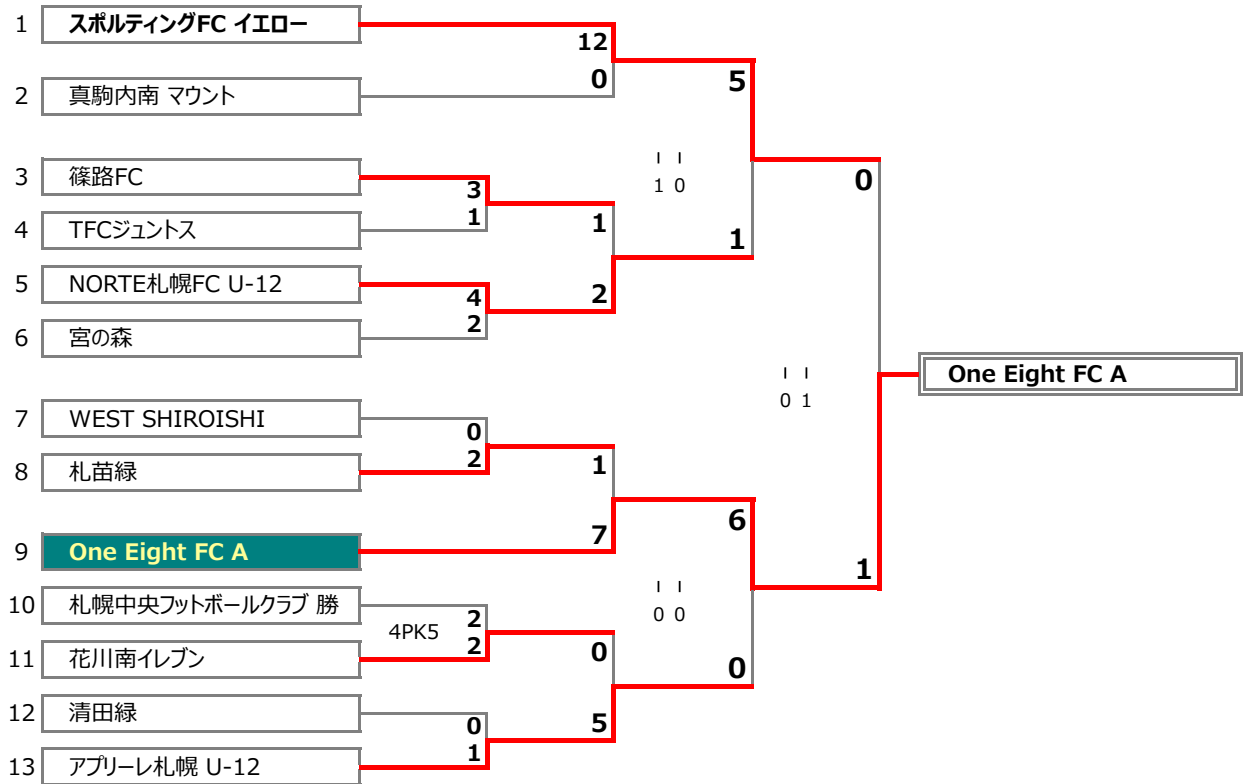 1 スポルティングFC イエロー
12
0
2 真駒内南 マウント
5
3 篠路FC
3
1
4 TFCジュントス
1
5 NORTE札幌FC U-12
4
2
6 宮の森
2
ー ー
1 0
1
0
7 WEST SHIROISHI
0
2
8 札苗緑
1
9 One Eight FC A
7
6
ー ー
0 1
One Eight FC A
10 札幌中央フットボールクラブ 勝
4PK5
2
2
11 花川南イレブン
0
12 清田緑
0
1
13 アプリーレ札幌 U-12
5
ー ー
0 0
0
1